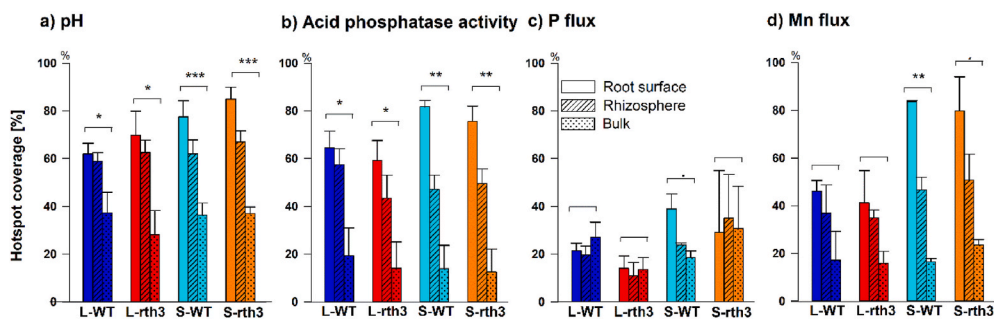 a) pH
b) Acid phosphatase activity
c) P flux
d) Mn flux
Hotspot coverage [%]
%
100
80
60
40
20
0
*
*
***
***
L-WT
L-rth3
S-WT
S-rth3
%
100
80
60
40
20
0
*
*
**
**
L-WT
L-rth3
S-WT
S-rth3
%
100
80
60
40
20
0
Root surface
Rhizosphere
Bulk
.
L-WT
L-rth3
S-WT
S-rth3
%
100
80
60
40
20
0
**
.
L-WT
L-rth3
S-WT
S-rth3